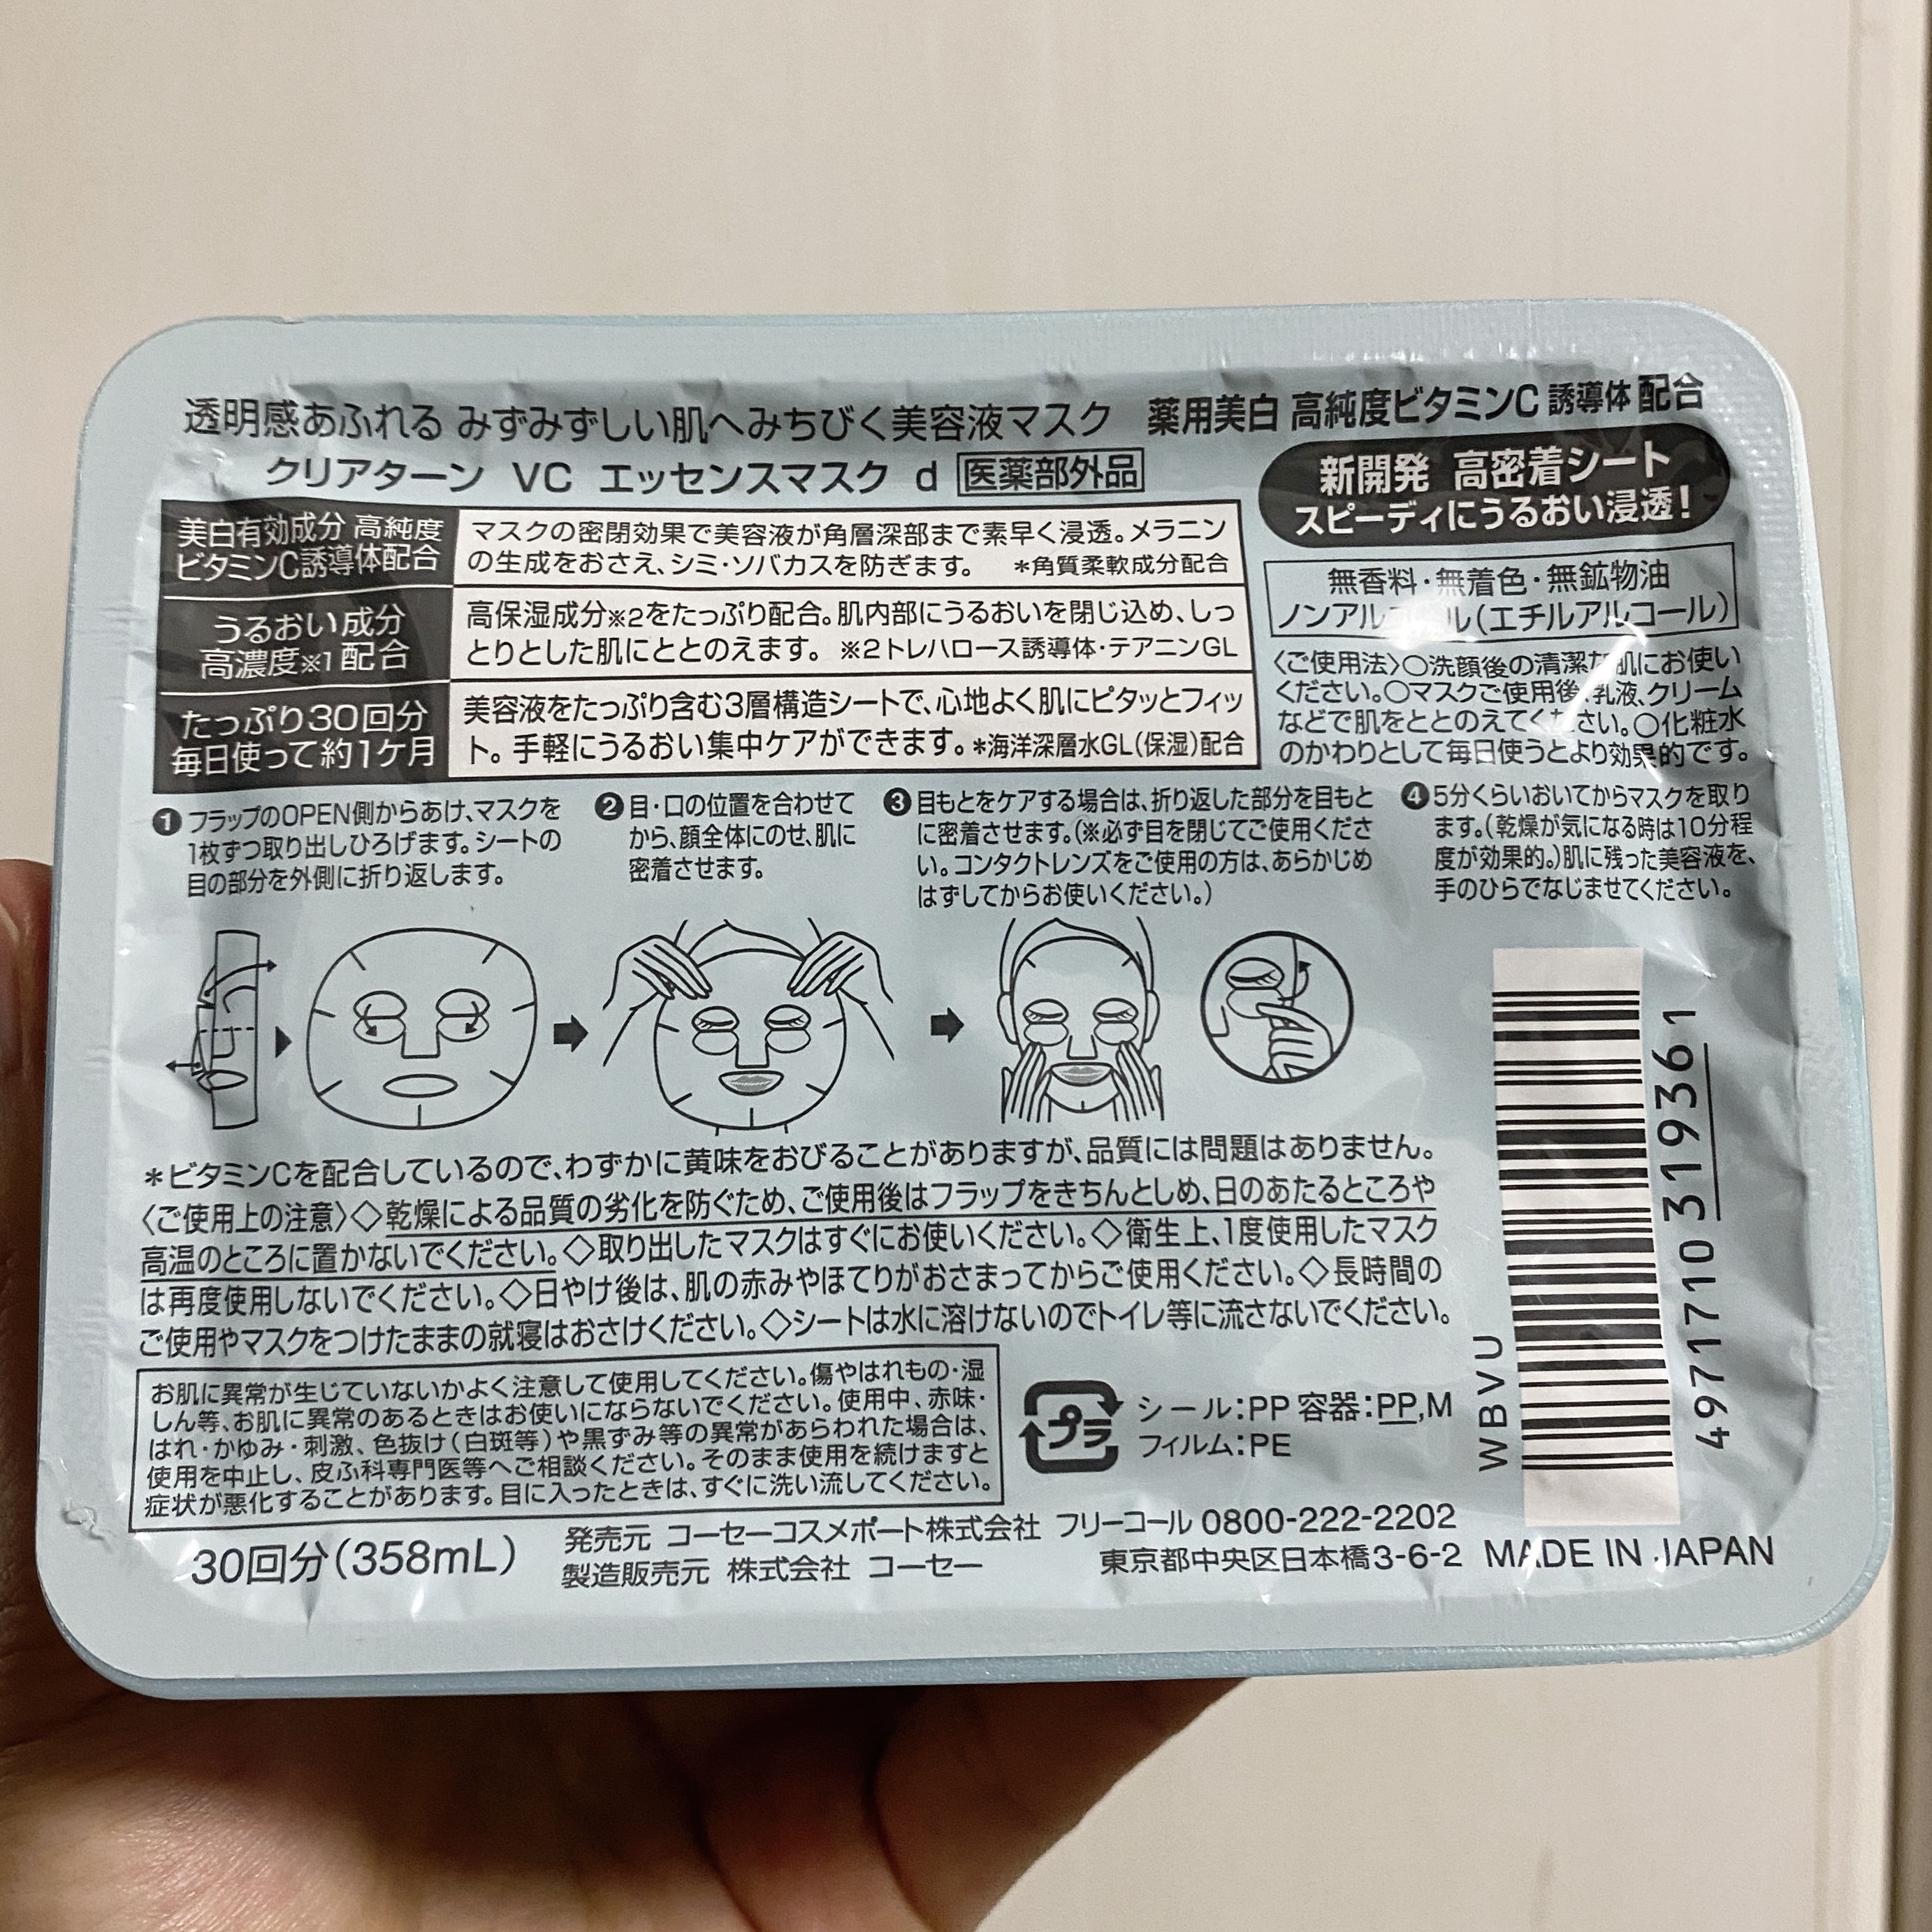 透明感あふれる みずみずしい肌へみちびく美容液マスク
クリアターン VC エッセンスマスク d 医薬部外品
薬用美白 高純度ビタミンC誘導体配合
新開発 高密着シート
スピーディにうるおい浸透!
美白有効成分 高純度
ビタミンC誘導体配合
マスクの密閉効果で美容液が角層深部まで素早く浸透。メラニン
の生成をおさえ、シミ・ソバカスを防ぎます。 *角質柔軟成分配合
うるおい成分
高濃度※1配合
高保湿成分※2をたっぷり配合。肌内部にうるおいを閉じ込め、しっ
とりとした肌にととのえます。 ※2トレハロース誘導体・テアニンGL
たっぷり30回分
毎日使って約1ケ月
美容液をたっぷり含む3層構造シートで、心地よく肌にピタッとフィッ
ト。手軽にうるおい集中ケアができます。*海洋深層水GL(保湿)配合
無香料・無着色・無鉱物油
ノンアルコール(エチルアルコール)
〈ご使用法〉○洗顔後の清潔な肌にお使い
ください。○マスクご使用後、乳液、クリーム
などで肌をととのえてください。○化粧水
のかわりとして毎日使うとより効果的です。
❶フラップのOPEN側からあけ、マスクを
1枚ずつ取り出しひろげます。シートの
目の部分を外側に折り返します。
❷目・口の位置を合わせて
から、顔全体にのせ、肌に
密着させます。
❸目もとをケアする場合は、折り返した部分を目もと
に密着させます。(※必ず目を閉じてご使用くださ
い。コンタクトレンズをご使用の方は、あらかじめ
はずしてからお使いください。)
❹5分くらいおいてからマスクを取り
ます。(乾燥が気になる時は10分程
度が効果的。)肌に残った美容液を、
手のひらでなじませてください。
*ビタミンCを配合しているので、わずかに黄味をおびることがありますが、品質には問題はありません。
〈ご使用上の注意〉◇乾燥による品質の劣化を防ぐため、ご使用後はフラップをきちんとしめ、日のあたるところや
高温のところに置かないでください。◇取り出したマスクはすぐにお使いください。◇衛生上、1度使用したマスク
は再度使用しないでください。◇日やけ後は、肌の赤みやほてりがおさまってからご使用ください。◇長時間の
ご使用やマスクをつけたままの就寝はおさけください。◇シートは水に溶けないのでトイレ等に流さないでください。
お肌に異常が生じていないかよく注意して使用してください。傷やはれもの・湿
しん等、お肌に異常のあるときはお使いにならないでください。使用中、赤味・
はれ・かゆみ・刺激、色抜け(白斑等)や黒ずみ等の異常があらわれた場合は、
使用を中止し、皮ふ科専門医等へご相談ください。そのまま使用を続けますと
症状が悪化することがあります。目に入ったときは、すぐに洗い流してください。
プラ
シール:PP 容器:PP,M
フィルム:PE
WBVU
4971710319361
30回分(358mL)
発売元 コーセーコスメポート株式会社 フリーコール 0800-222-2202
製造販売元 株式会社 コーセー 東京都中央区日本橋3-6-2 MADE IN JAPAN